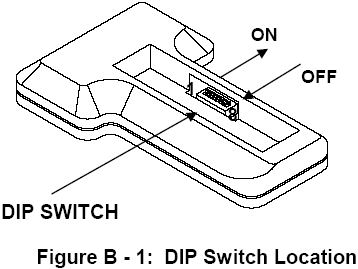 ON
OFF
DIP SWITCH
Figure B - 1: DIP Switch Location